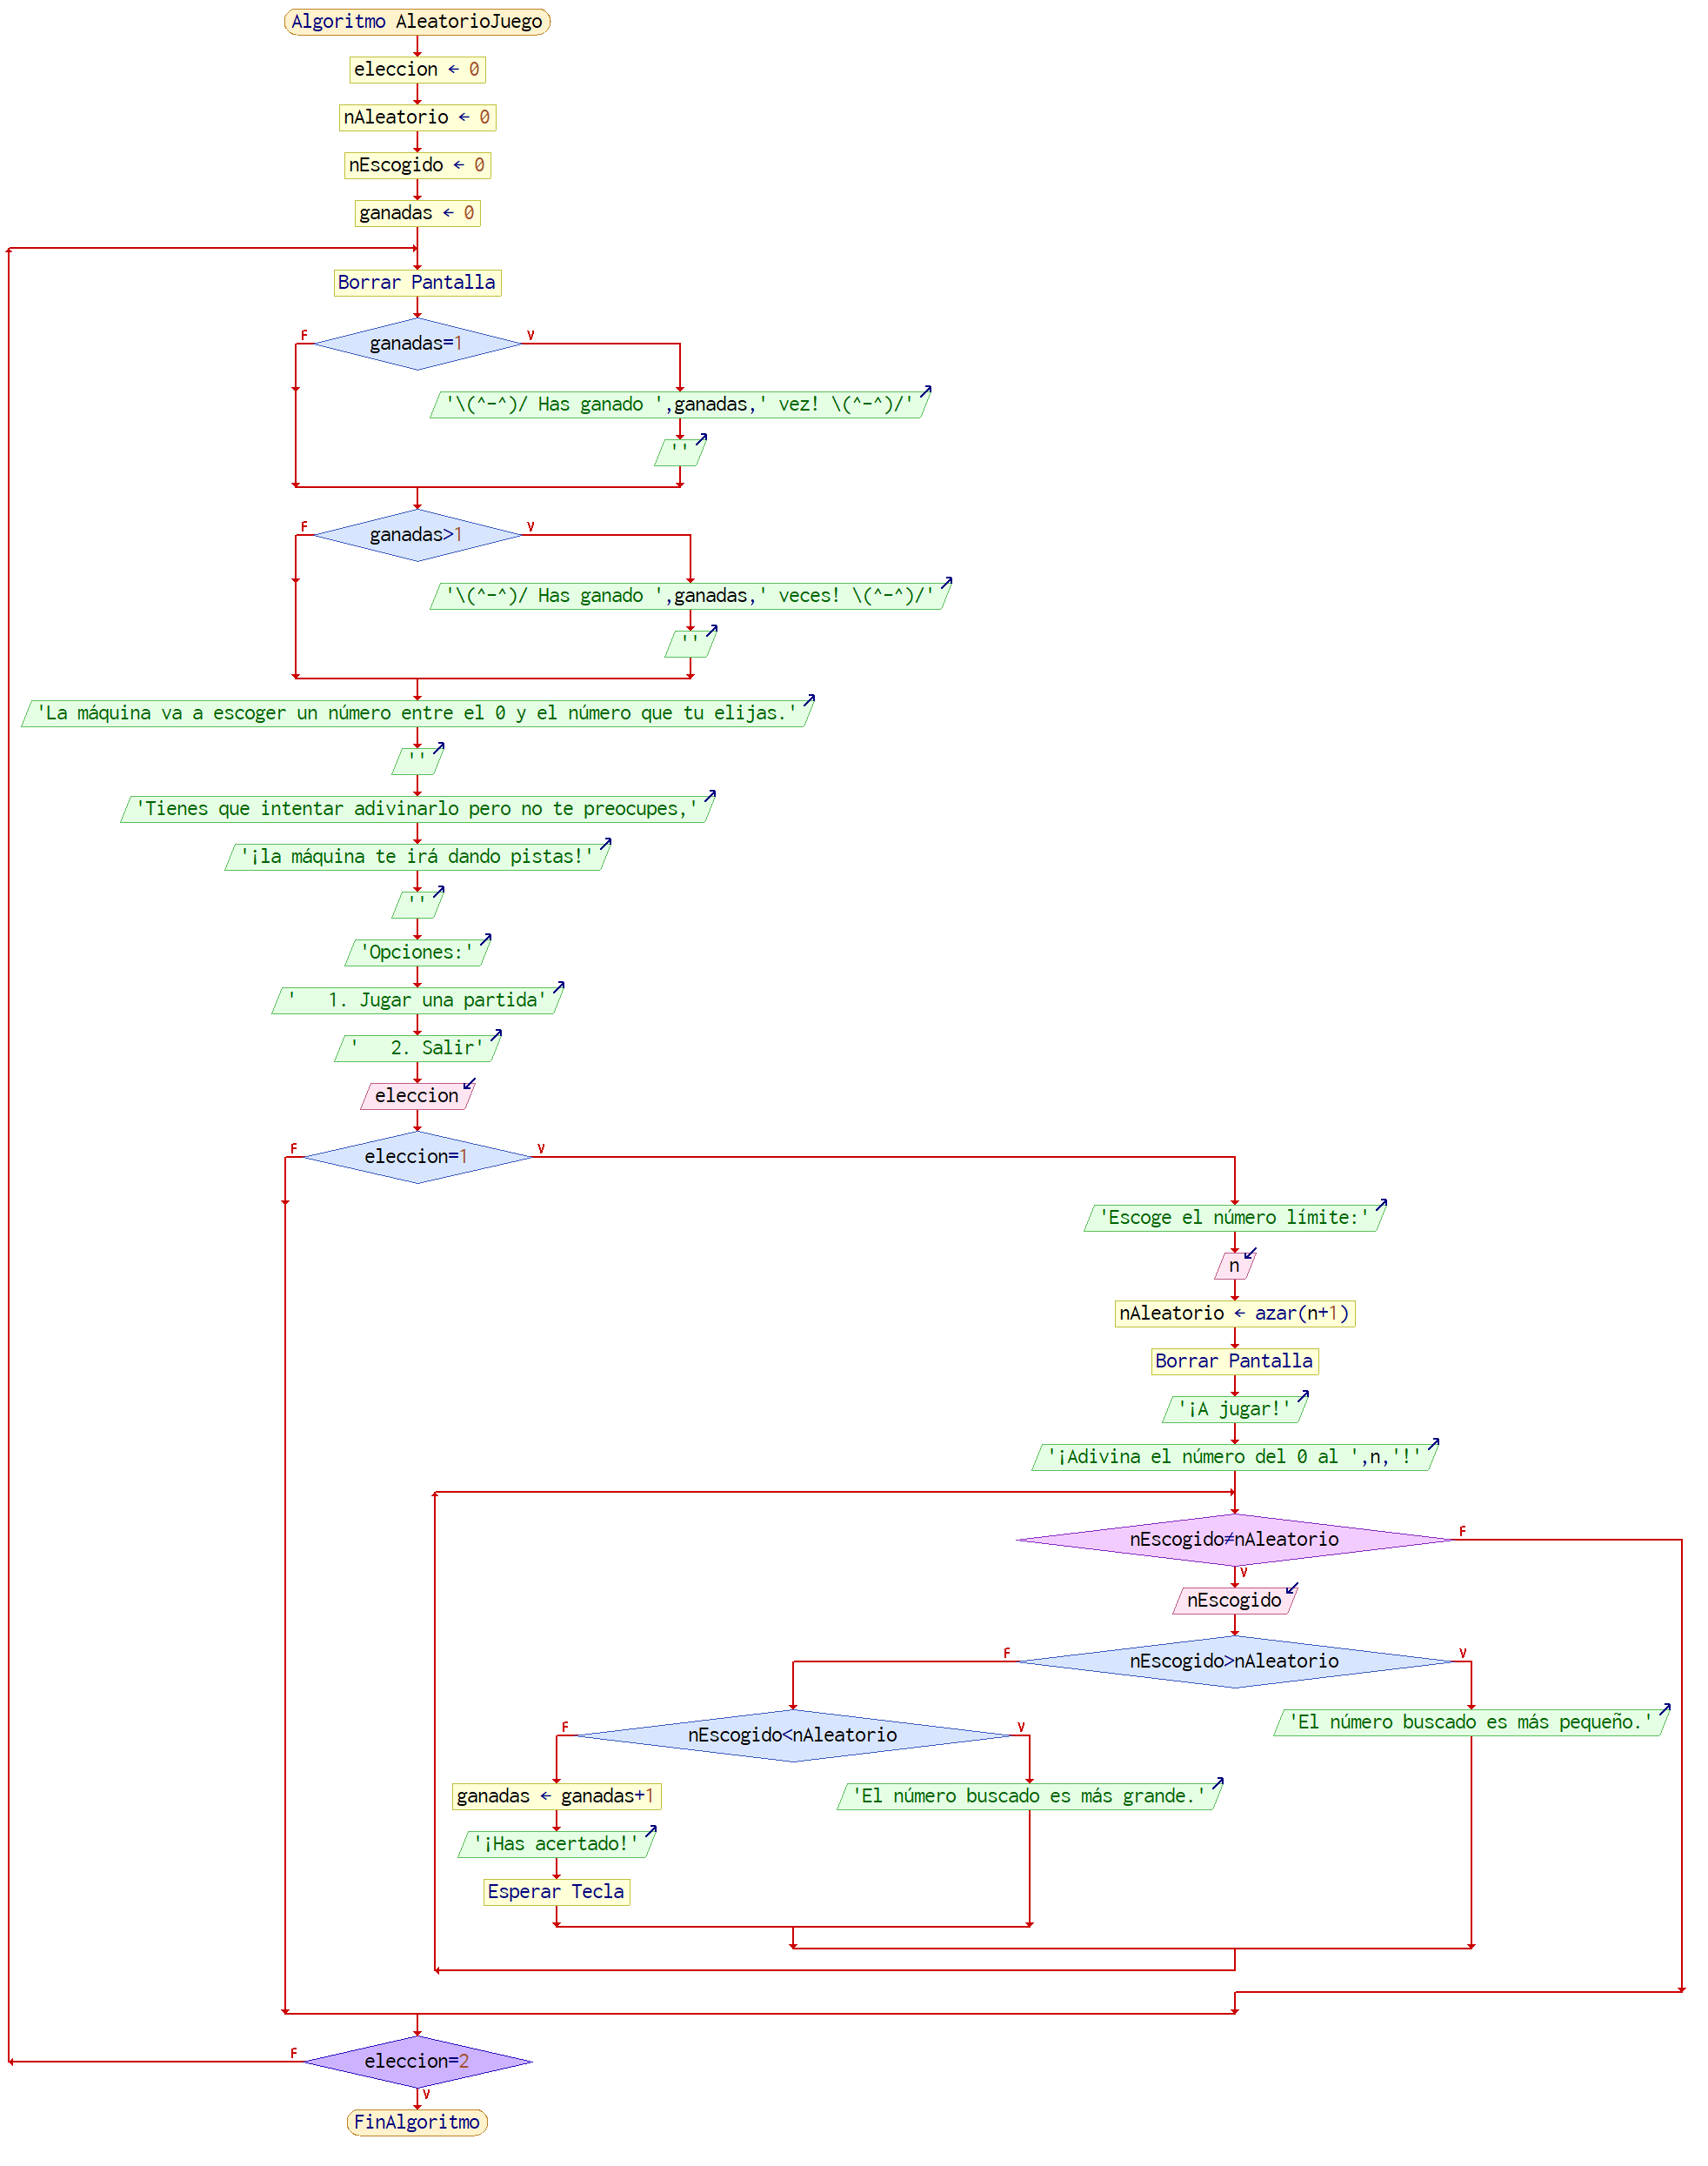 Algoritmo AleatorioJuego
eleccion ← 0
nAleatorio ← 0
nEscogido ← 0
ganadas ← 0
Borrar Pantalla
F
V
ganadas=1
'\(^-^)/ Has ganado ',ganadas,' vez! \(^-^)/'
''
F
V
ganadas>1
'\(^-^)/ Has ganado ',ganadas,' veces! \(^-^)/'
''
'La máquina va a escoger un número entre el 0 y el número que tu elijas.'
''
'Tienes que intentar adivinarlo pero no te preocupes,'
'¡la máquina te irá dando pistas!'
''
'Opciones:'
'   1. Jugar una partida'
'   2. Salir'
eleccion
F
V
eleccion=1
'Escoge el número límite:'
n
nAleatorio ← azar(n+1)
Borrar Pantalla
'¡A jugar!'
'¡Adivina el número del 0 al ',n,'!'
F
nEscogido≠nAleatorio
V
nEscogido
F
V
nEscogido>nAleatorio
'El número buscado es más pequeño.'
F
V
nEscogido<nAleatorio
ganadas ← ganadas+1
'El número buscado es más grande.'
'¡Has acertado!'
Esperar Tecla
F
eleccion=2
V
FinAlgoritmo